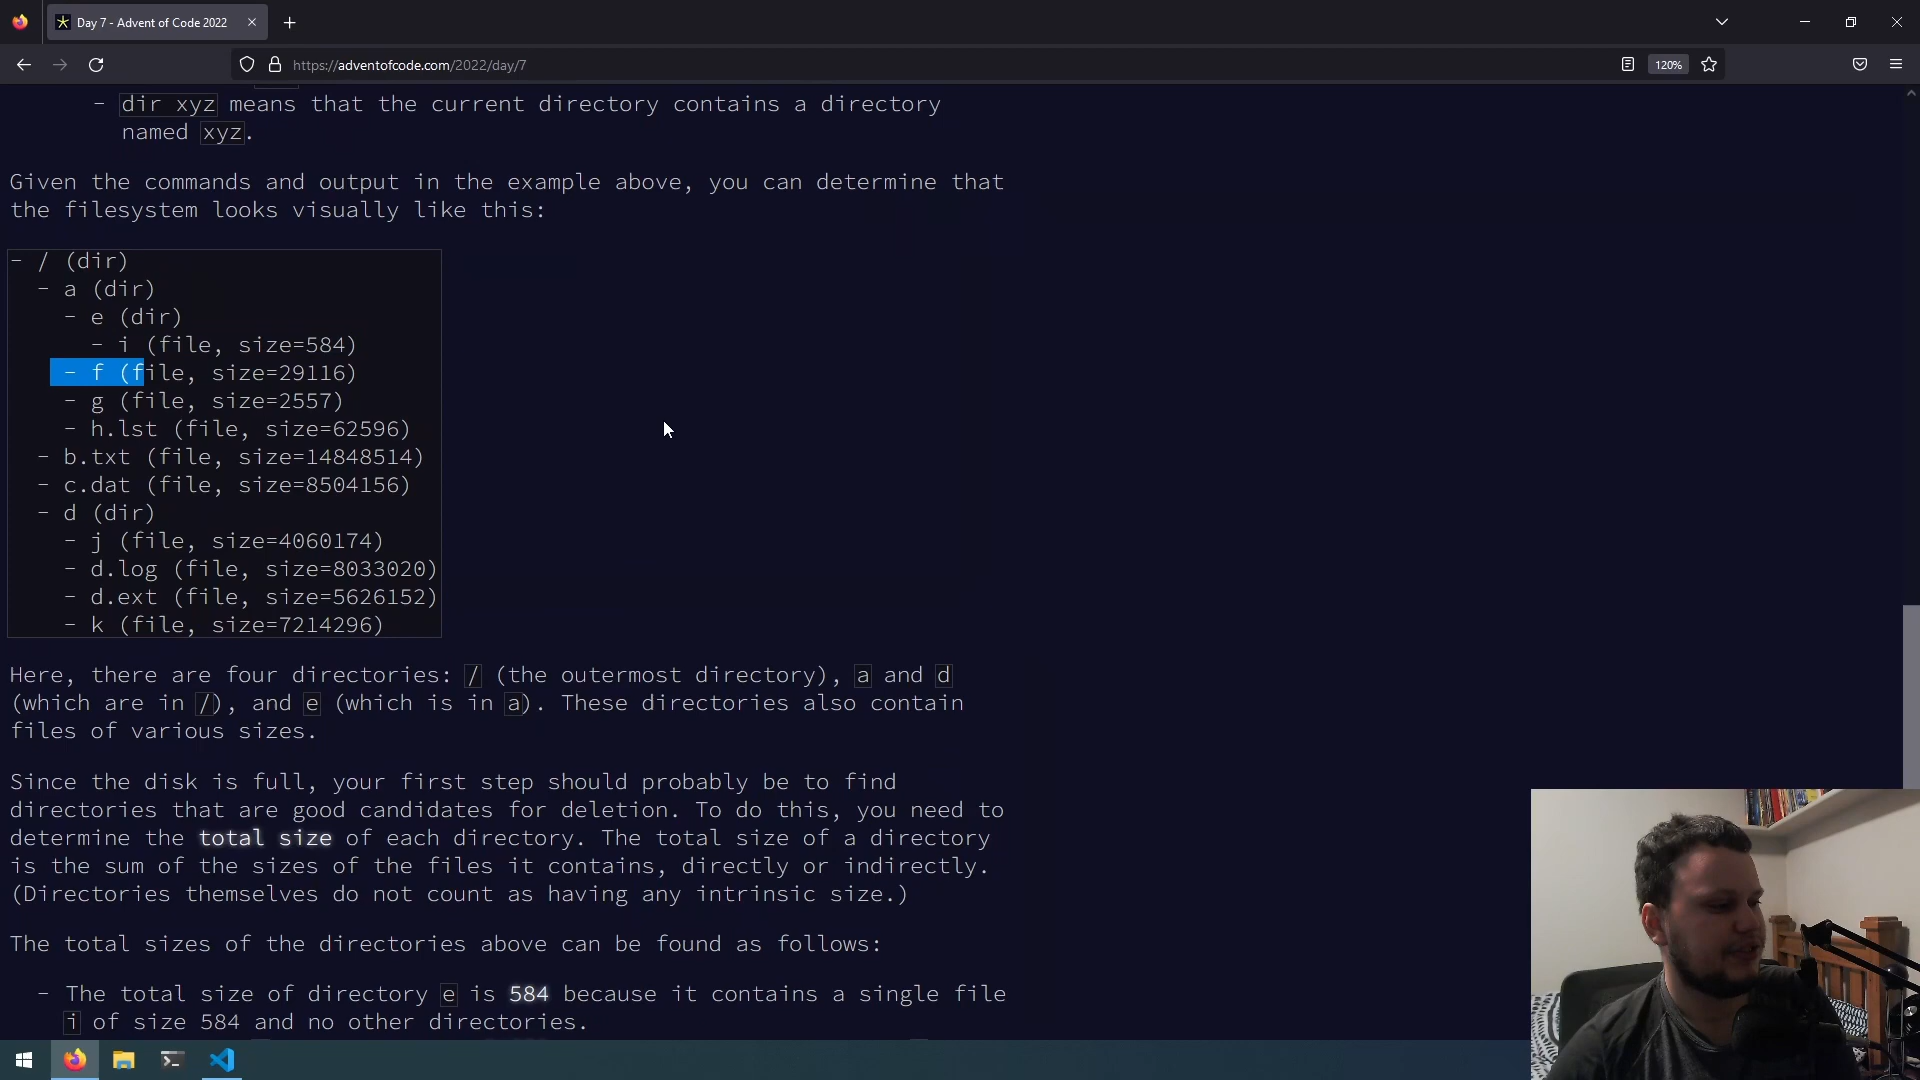 Day 7 - Advent of Code 2022
https://adventofcode.com/2022/day/7
120%
- dir xyz means that the current directory contains a directory
named xyz.
Given the commands and output in the example above, you can determine that
the filesystem looks visually like this:
- / (dir)
- a (dir)
- e (dir)
- i (file, size=584)
- f (file, size=29116)
- g (file, size=2557)
- h.lst (file, size=62596)
- b.txt (file, size=14848514)
- c.dat (file, size=8504156)
- d (dir)
- j (file, size=4060174)
- d.log (file, size=8033020)
- d.ext (file, size=5626152)
- k (file, size=7214296)
Here, there are four directories: / (the outermost directory), a and d
(which are in /), and e (which is in a). These directories also contain
files of various sizes.
Since the disk is full, your first step should probably be to find
directories that are good candidates for deletion. To do this, you need to
determine the total size of each directory. The total size of a directory
is the sum of the sizes of the files it contains, directly or indirectly.
(Directories themselves do not count as having any intrinsic size.)
The total sizes of the directories above can be found as follows:
- The total size of directory e is 584 because it contains a single file
i of size 584 and no other directories.